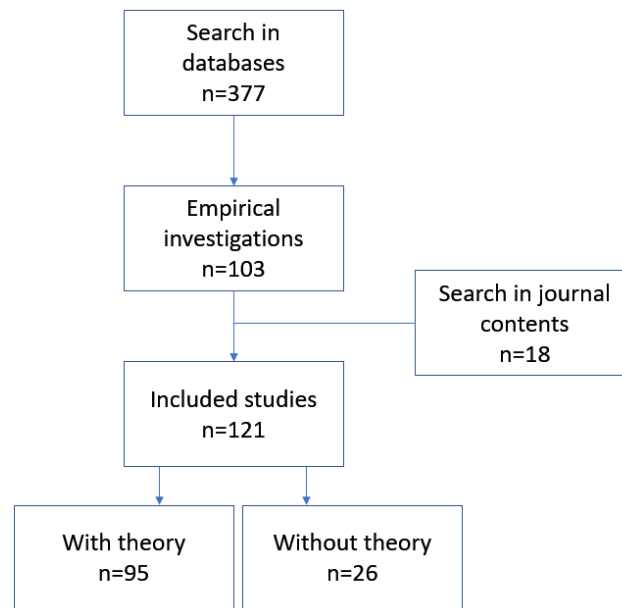 Search in
databases
n=377
Empirical
investigations
n=103
Search in journal
contents
n=18
Included studies
n=121
With theory
n=95
Without theory
n=26